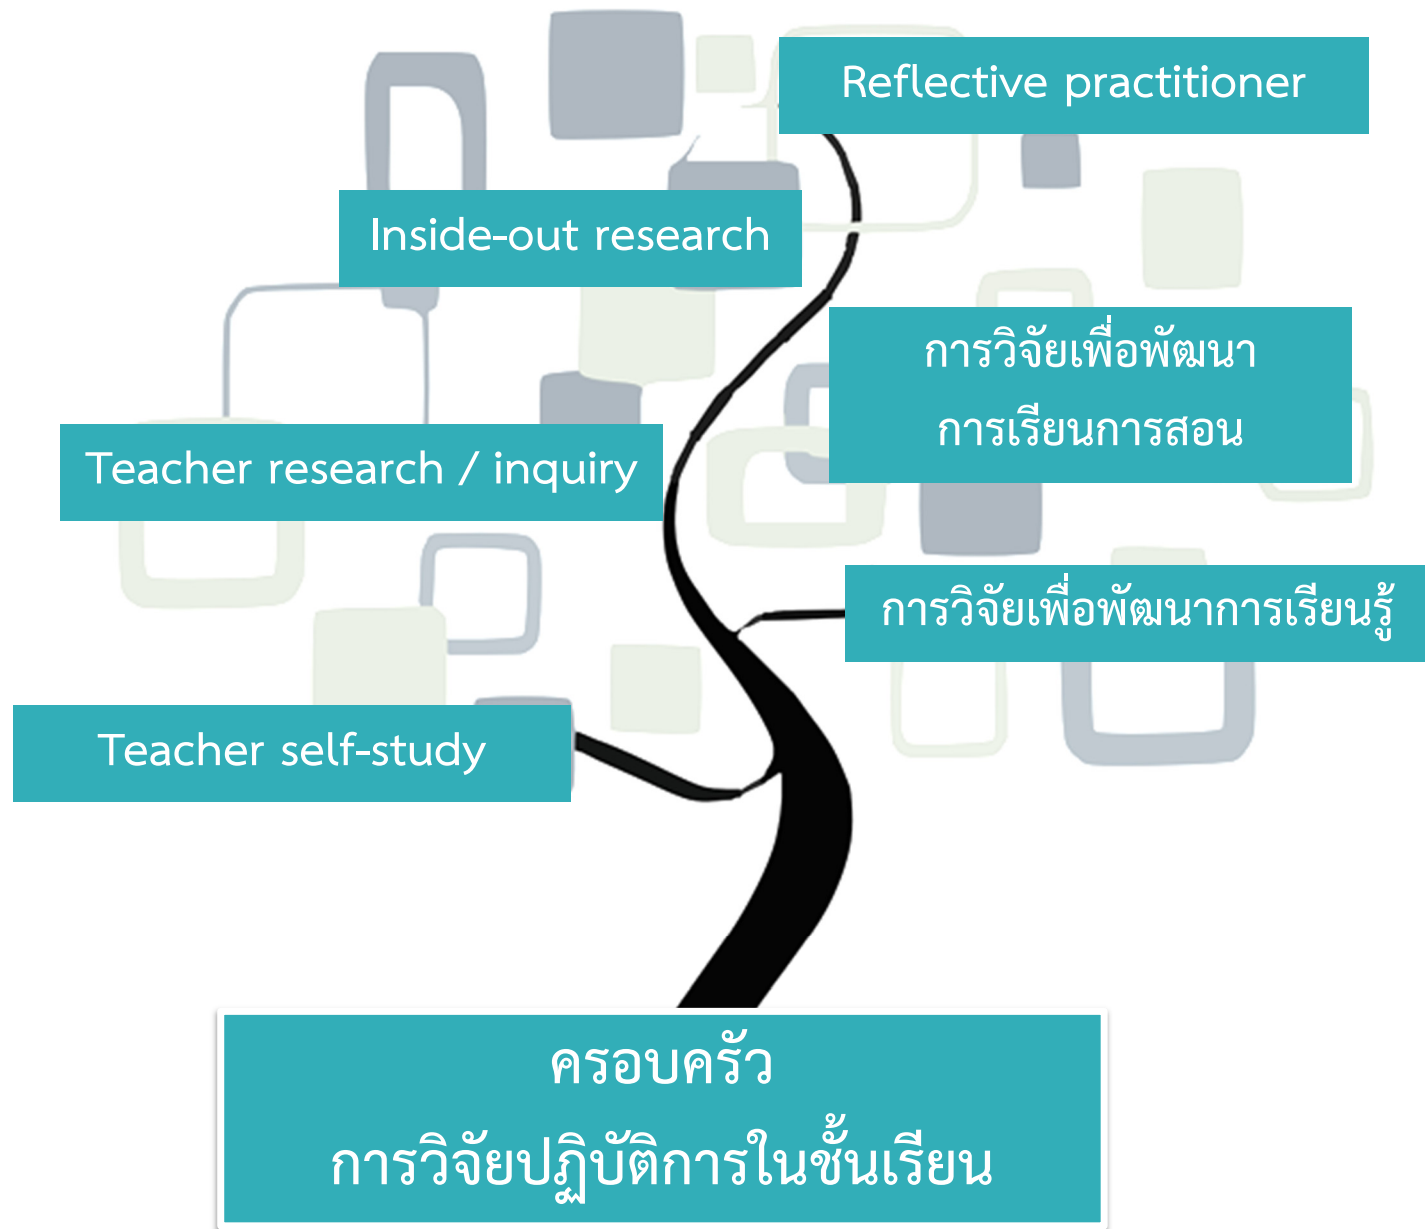 Reflective practitioner
Inside-out research
การวิจัยเพื่อพัฒนา
การเรียนการสอน
Teacher research / inquiry
การวิจัยเพื่อพัฒนาการเรียนรู้
Teacher self-study
ครอบครัว
การวิจัยปฏิบัติการในชั้นเรียน